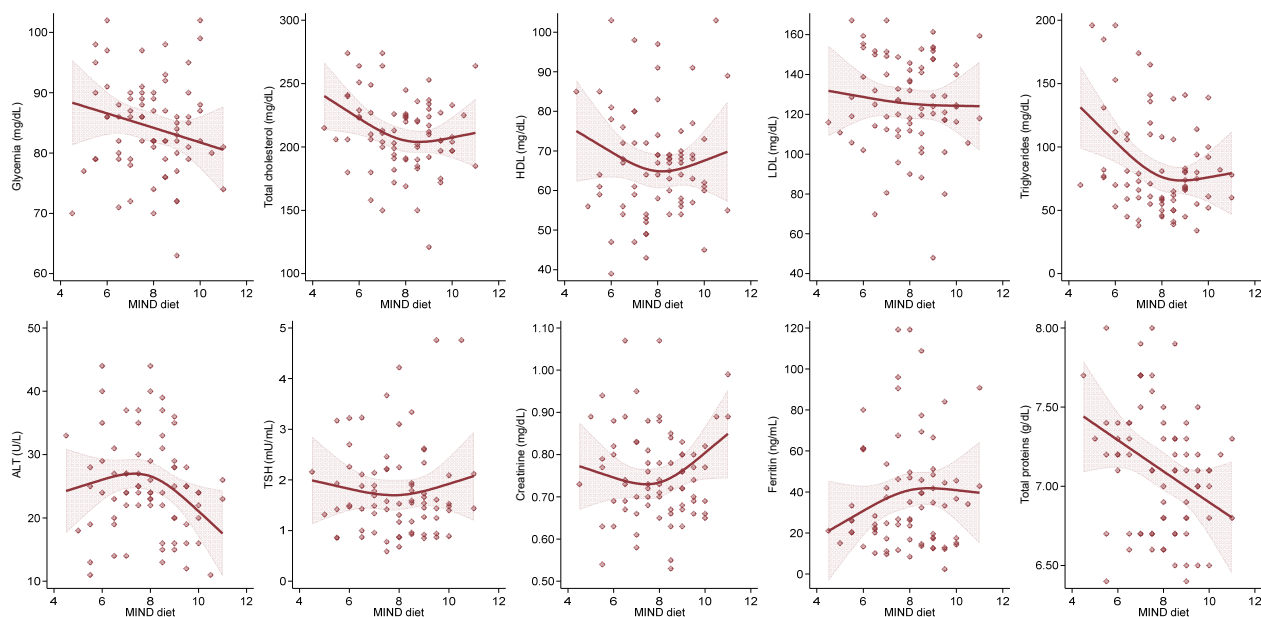 Glycemia (mg/dL)
100
90
80
70
60
4 6 8 10 12
MIND diet
Total cholesterol (mg/dL)
300
250
200
150
100
4 6 8 10 12
MIND diet
HDL (mg/dL)
100
90
80
70
60
50
40
4 6 8 10 12
MIND diet
LDL (mg/dL)
160
140
120
100
80
60
40
4 6 8 10 12
MIND diet
Triglycerides (mg/dL)
200
150
100
50
0
4 6 8 10 12
MIND diet
ALT (U/L)
50
40
30
20
10
4 6 8 10 12
MIND diet
TSH (mU/mL)
5
4
3
2
1
0
4 6 8 10 12
MIND diet
Creatinine (mg/dL)
1.10
1.00
0.90
0.80
0.70
0.60
0.50
4 6 8 10 12
MIND diet
Ferritin (ng/mL)
120
100
80
60
40
20
0
4 6 8 10 12
MIND diet
Total proteins (g/dL)
8.00
7.50
7.00
6.50
4 6 8 10 12
MIND diet